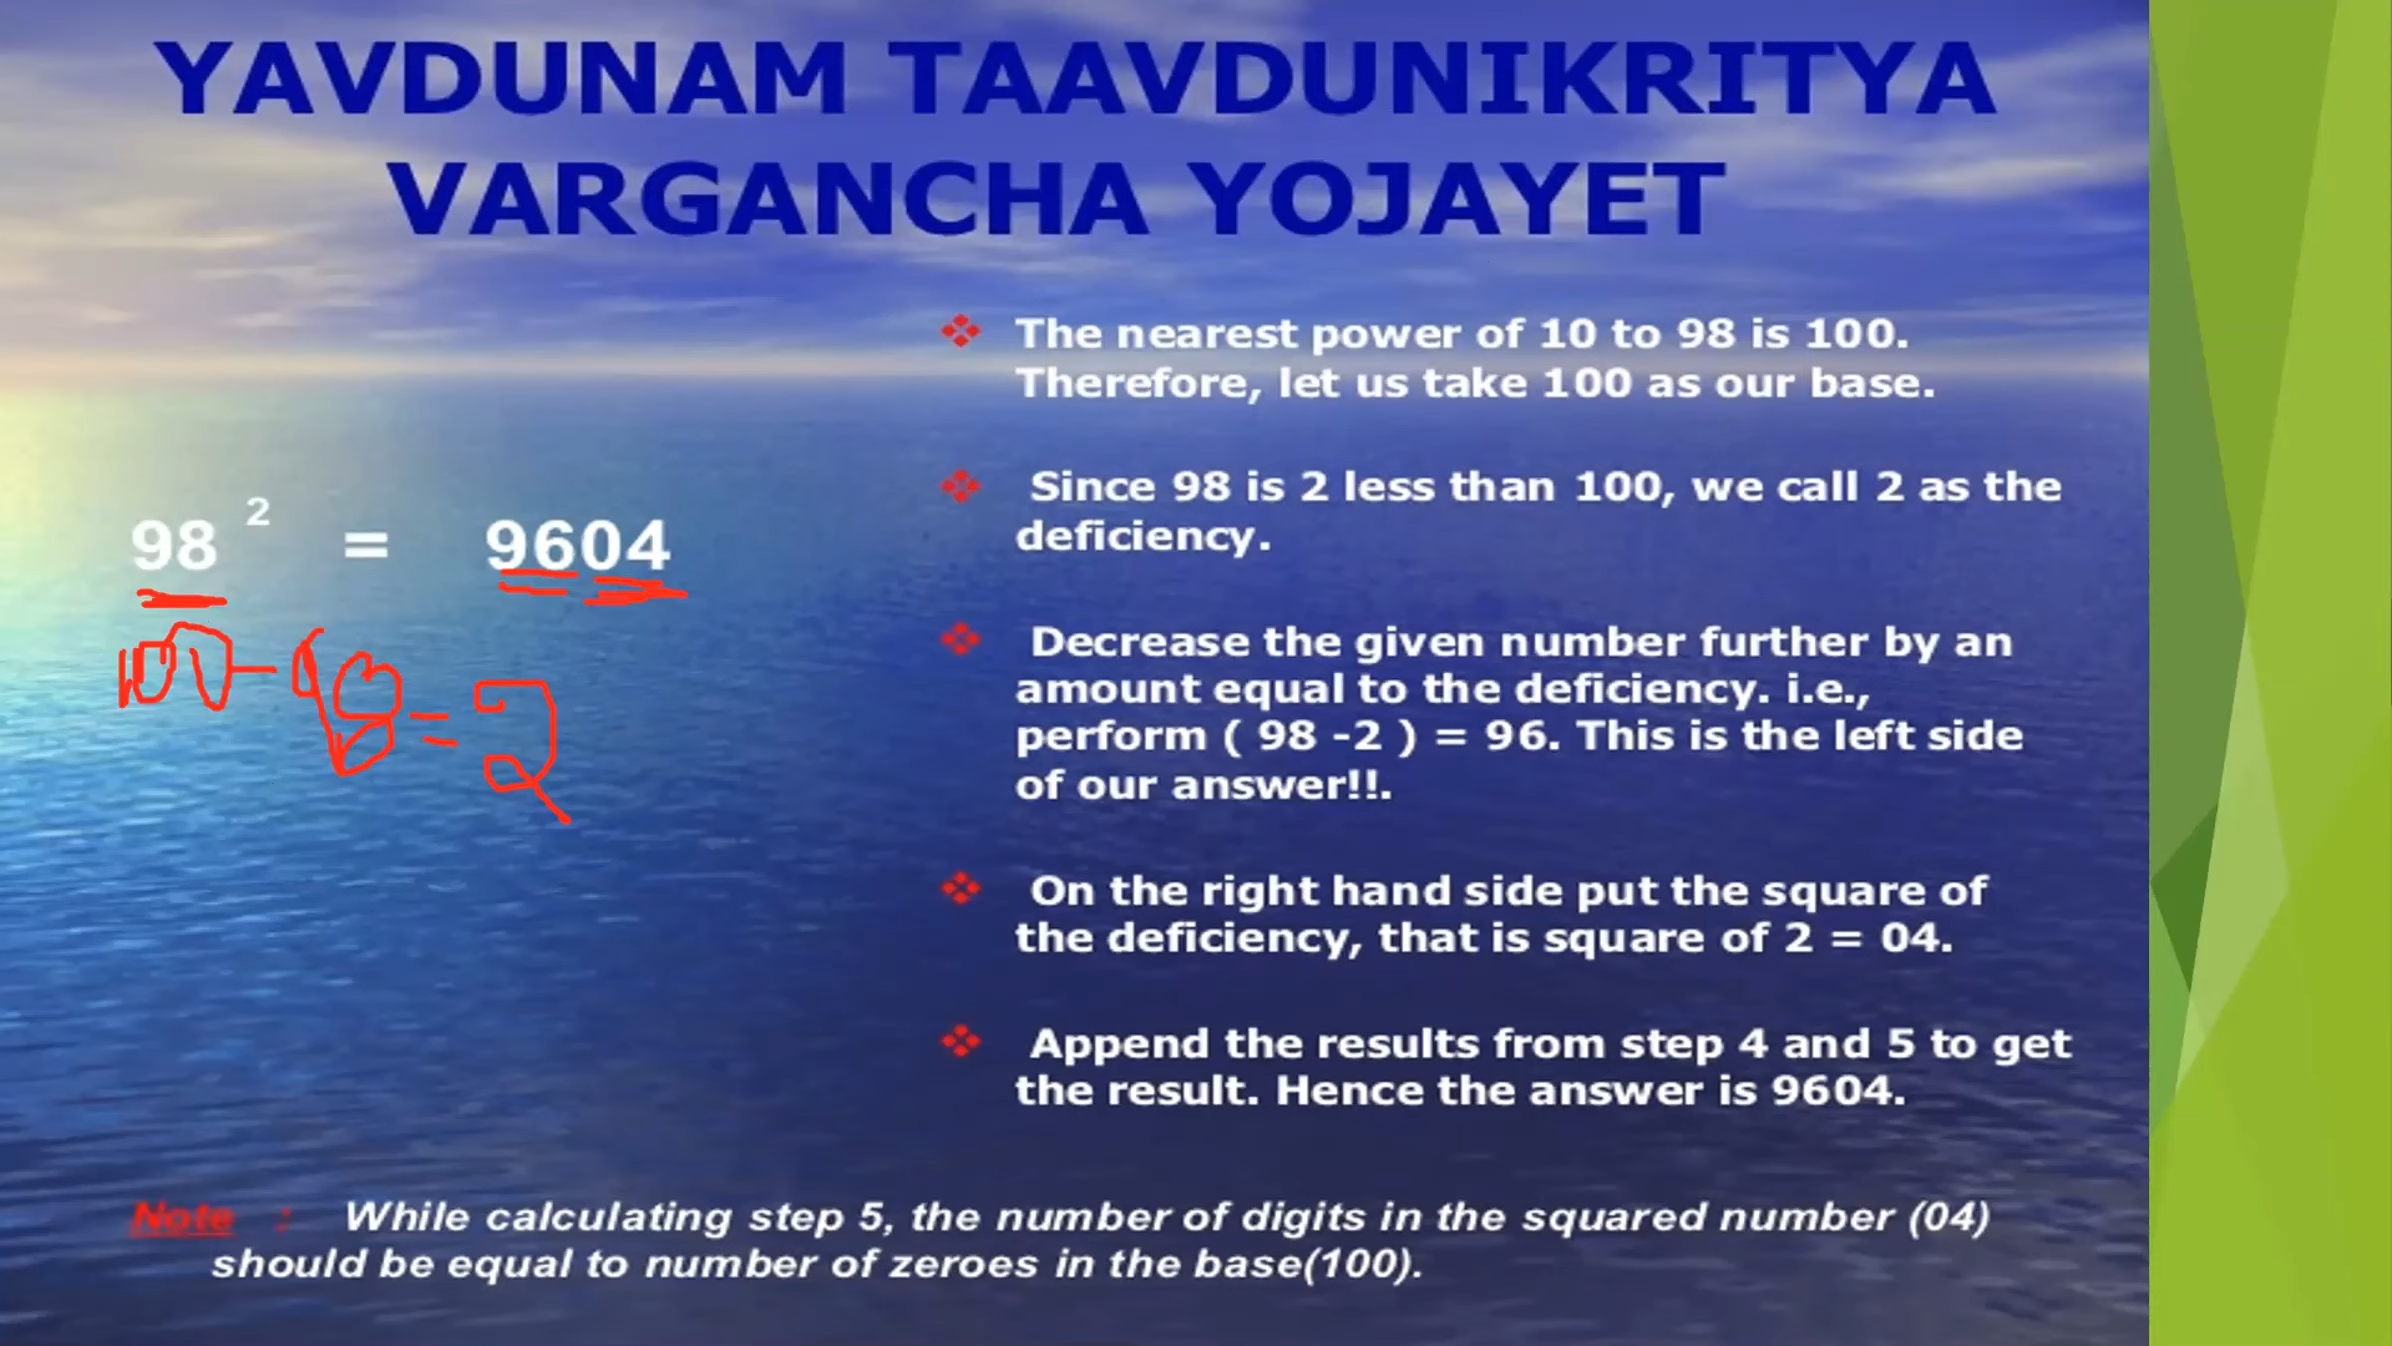 YAVDUNAM TAAVDUNIKRITYA
VARGANCHA YOJAYET
98 2 = 9604
100 - 98 = 2
The nearest power of 10 to 98 is 100.
Therefore, let us take 100 as our base.
Since 98 is 2 less than 100, we call 2 as the
deficiency.
Decrease the given number further by an
amount equal to the deficiency. i.e.,
perform ( 98 -2 ) = 96. This is the left side
of our answer!!.
On the right hand side put the square of
the deficiency, that is square of 2 = 04.
Append the results from step 4 and 5 to get
the result. Hence the answer is 9604.
Note : While calculating step 5, the number of digits in the squared number (04)
should be equal to number of zeroes in the base(100).